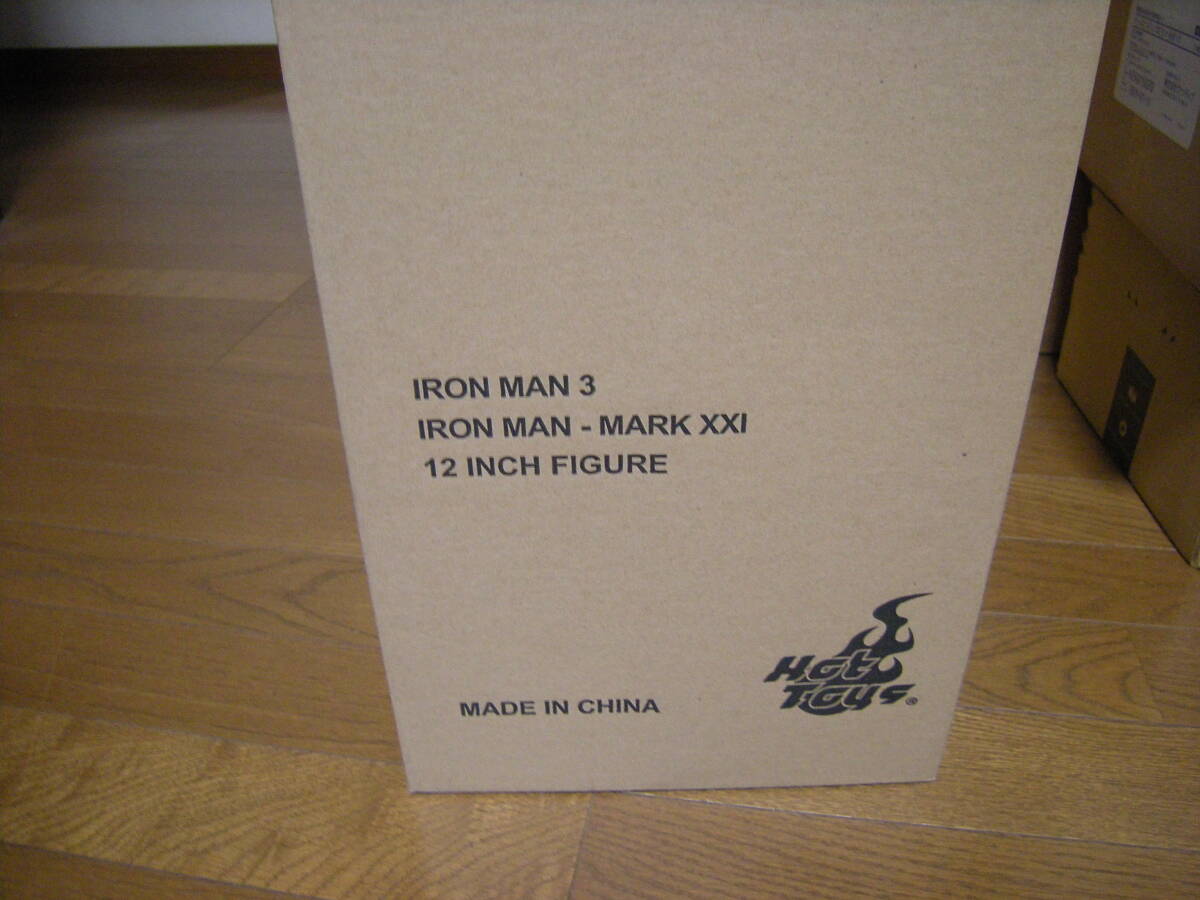 IRON MAN 3
IRON MAN - MARK XXI
12 INCH FIGURE
MADE IN CHINA
Hot
Toys®